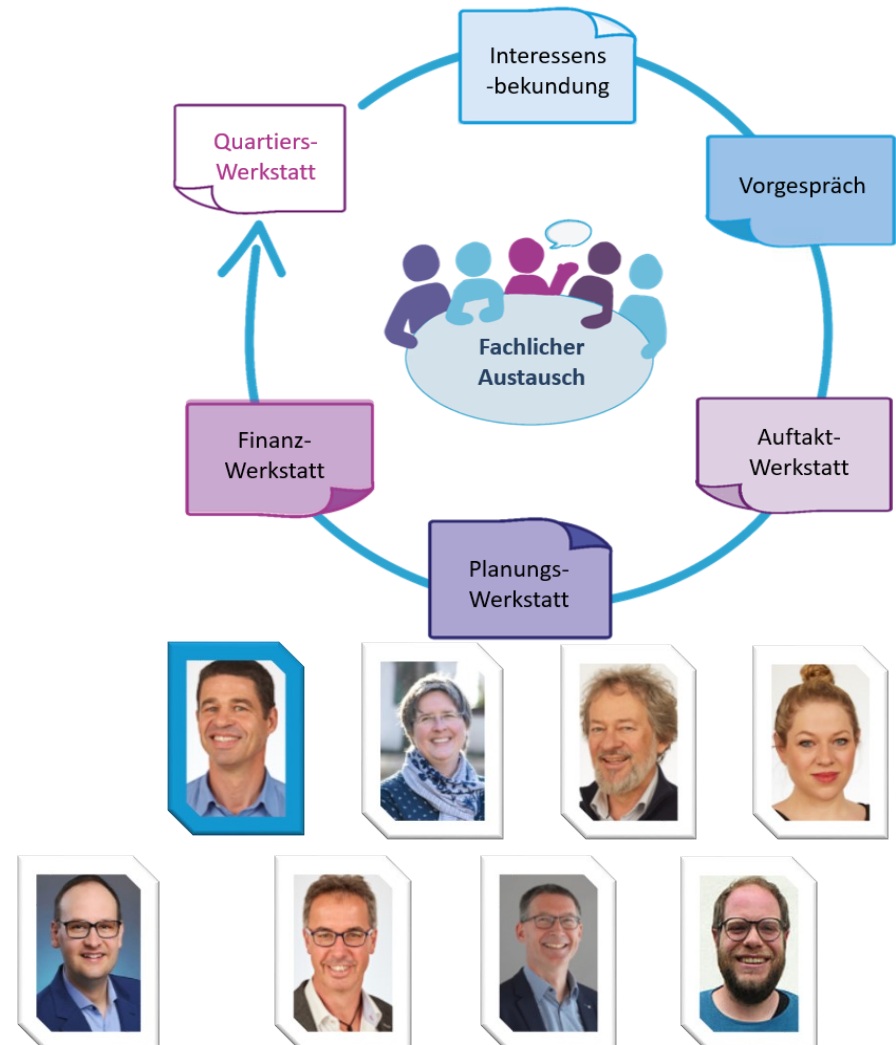 Interessens
-bekundung
Vorgespräch
Auftakt-
Werkstatt
Planungs-
Werkstatt
Finanz-
Werkstatt
Quartiers-
Werkstatt
Fachlicher
Austausch